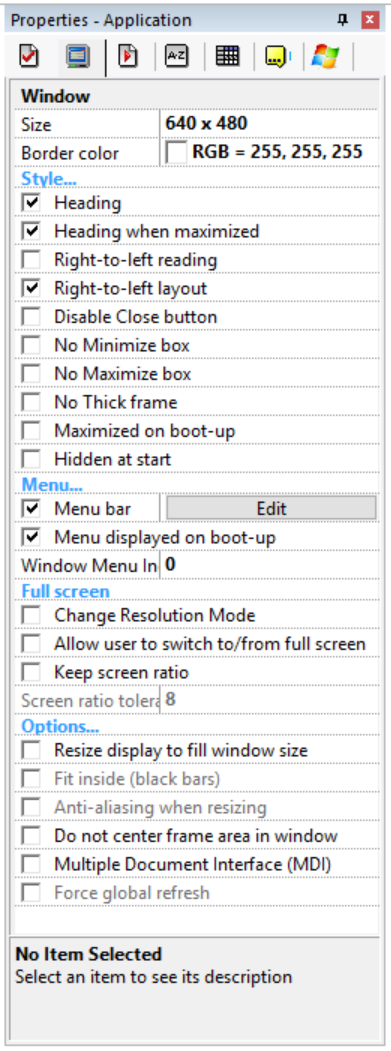 Properties - Application
A-Z
Window
Size 640 x 480
Border color RGB = 255, 255, 255
Style...
Heading
Heading when maximized
Right-to-left reading
Right-to-left layout
Disable Close button
No Minimize box
No Maximize box
No Thick frame
Maximized on boot-up
Hidden at start
Menu...
Menu bar Edit
Menu displayed on boot-up
Window Menu In 0
Full screen
Change Resolution Mode
Allow user to switch to/from full screen
Keep screen ratio
Screen ratio tolera 8
Options...
Resize display to fill window size
Fit inside (black bars)
Anti-aliasing when resizing
Do not center frame area in window
Multiple Document Interface (MDI)
Force global refresh
No Item Selected
Select an item to see its description